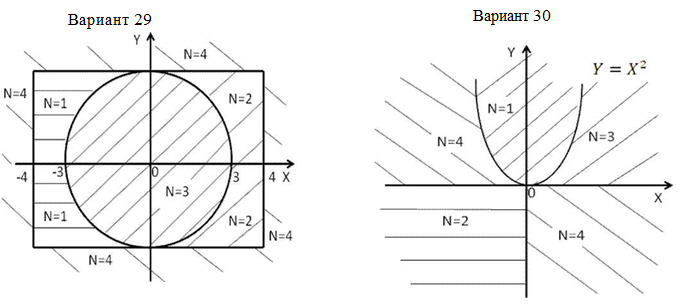 Вариант 29
Y
N=4
N=4
N=1
N=2
-4
-3
0
3
4
X
N=3
N=1
N=2
N=4
N=4
Вариант 30
Y
Y = X²
N=1
N=4
N=3
0
X
N=2
N=4